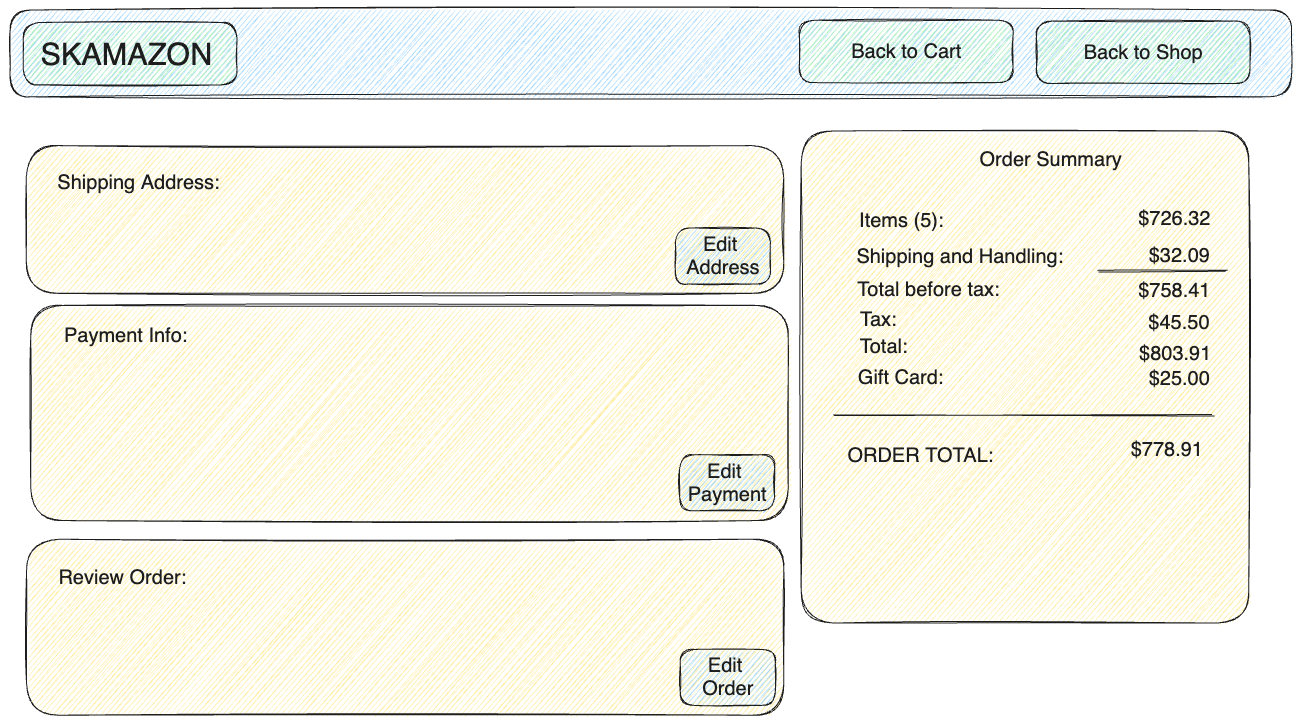 SKAMAZON
Back to Cart
Back to Shop
Shipping Address:
Edit
Address
Payment Info:
Edit
Payment
Review Order:
Edit
Order
Order Summary
Items (5): $726.32
Shipping and Handling: $32.09
Total before tax: $758.41
Tax: $45.50
Total: $803.91
Gift Card: $25.00
ORDER TOTAL: $778.91